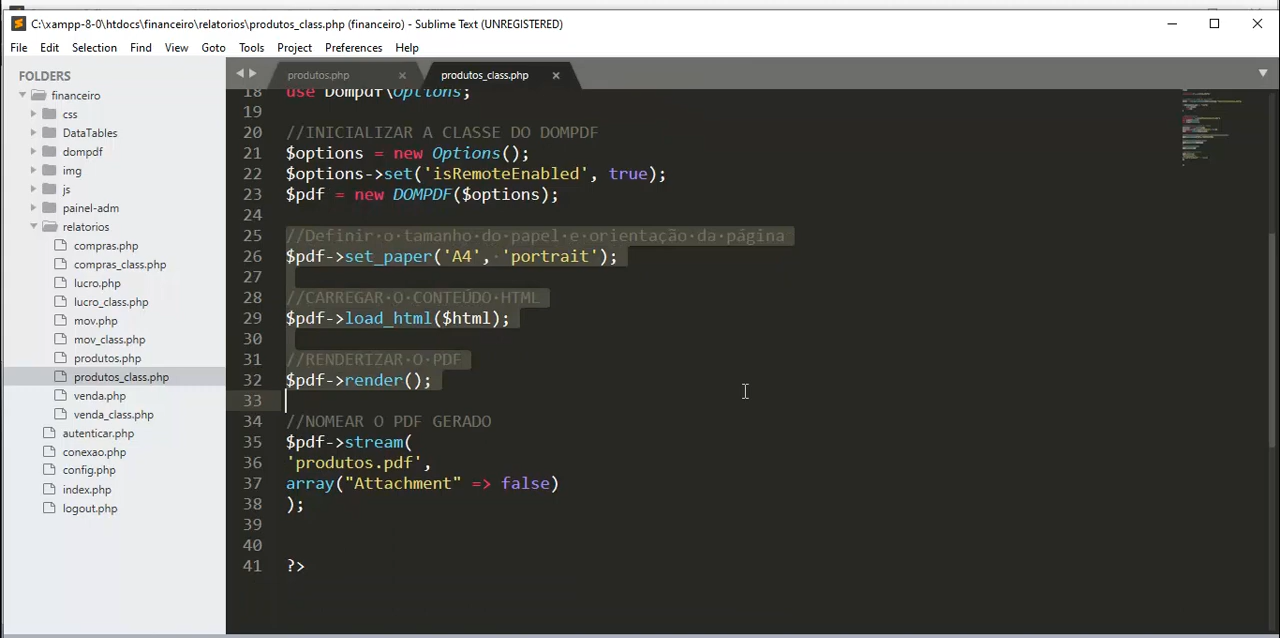 C:\xampp-8-0\htdocs\financeiro\relatorios\produtos_class.php (financeiro) - Sublime Text (UNREGISTERED)
File Edit Selection Find View Goto Tools Project Preferences Help
FOLDERS
financeiro
css
DataTables
dompdf
img
js
painel-adm
relatorios
compras.php
compras_class.php
lucro.php
lucro_class.php
mov.php
mov_class.php
produtos.php
produtos_class.php
venda.php
venda_class.php
autenticar.php
conexao.php
config.php
index.php
logout.php
produtos.php
produtos_class.php
18 use Dompdf\Options;
19
20 //INICIALIZAR A CLASSE DO DOMPDF
21 $options = new Options();
22 $options->set('isRemoteEnabled', true);
23 $pdf = new DOMPDF($options);
24
25 //Definir o tamanho do papel e orientação da página
26 $pdf->set_paper('A4', 'portrait');
27
28 //CARREGAR O CONTEÚDO HTML
29 $pdf->load_html($html);
30
31 //RENDERIZAR O PDF
32 $pdf->render();
33
34 //NOMEAR O PDF GERADO
35 $pdf->stream(
36 'produtos.pdf',
37 array("Attachment" => false)
38 );
39
40
41 ?>